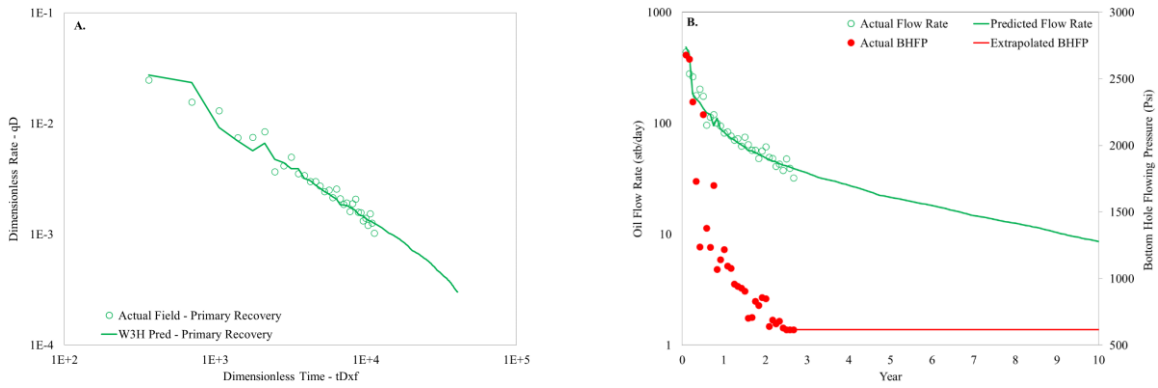 A.
1E-1
1E-2
1E-3
1E-4
Dimensionless Rate - qD
Actual Field - Primary Recovery
W3H Pred - Primary Recovery
1E+2
1E+3
1E+4
1E+5
Dimensionless Time - tDxf
B.
Actual Flow Rate
Predicted Flow Rate
Actual BHFP
Extrapolated BHFP
1000
100
10
1
Oil Flow Rate (stb/day)
3000
2500
2000
1500
1000
500
Bottom Hole Flowing Pressure (Psi)
0 1 2 3 4 5 6 7 8 9 10
Year